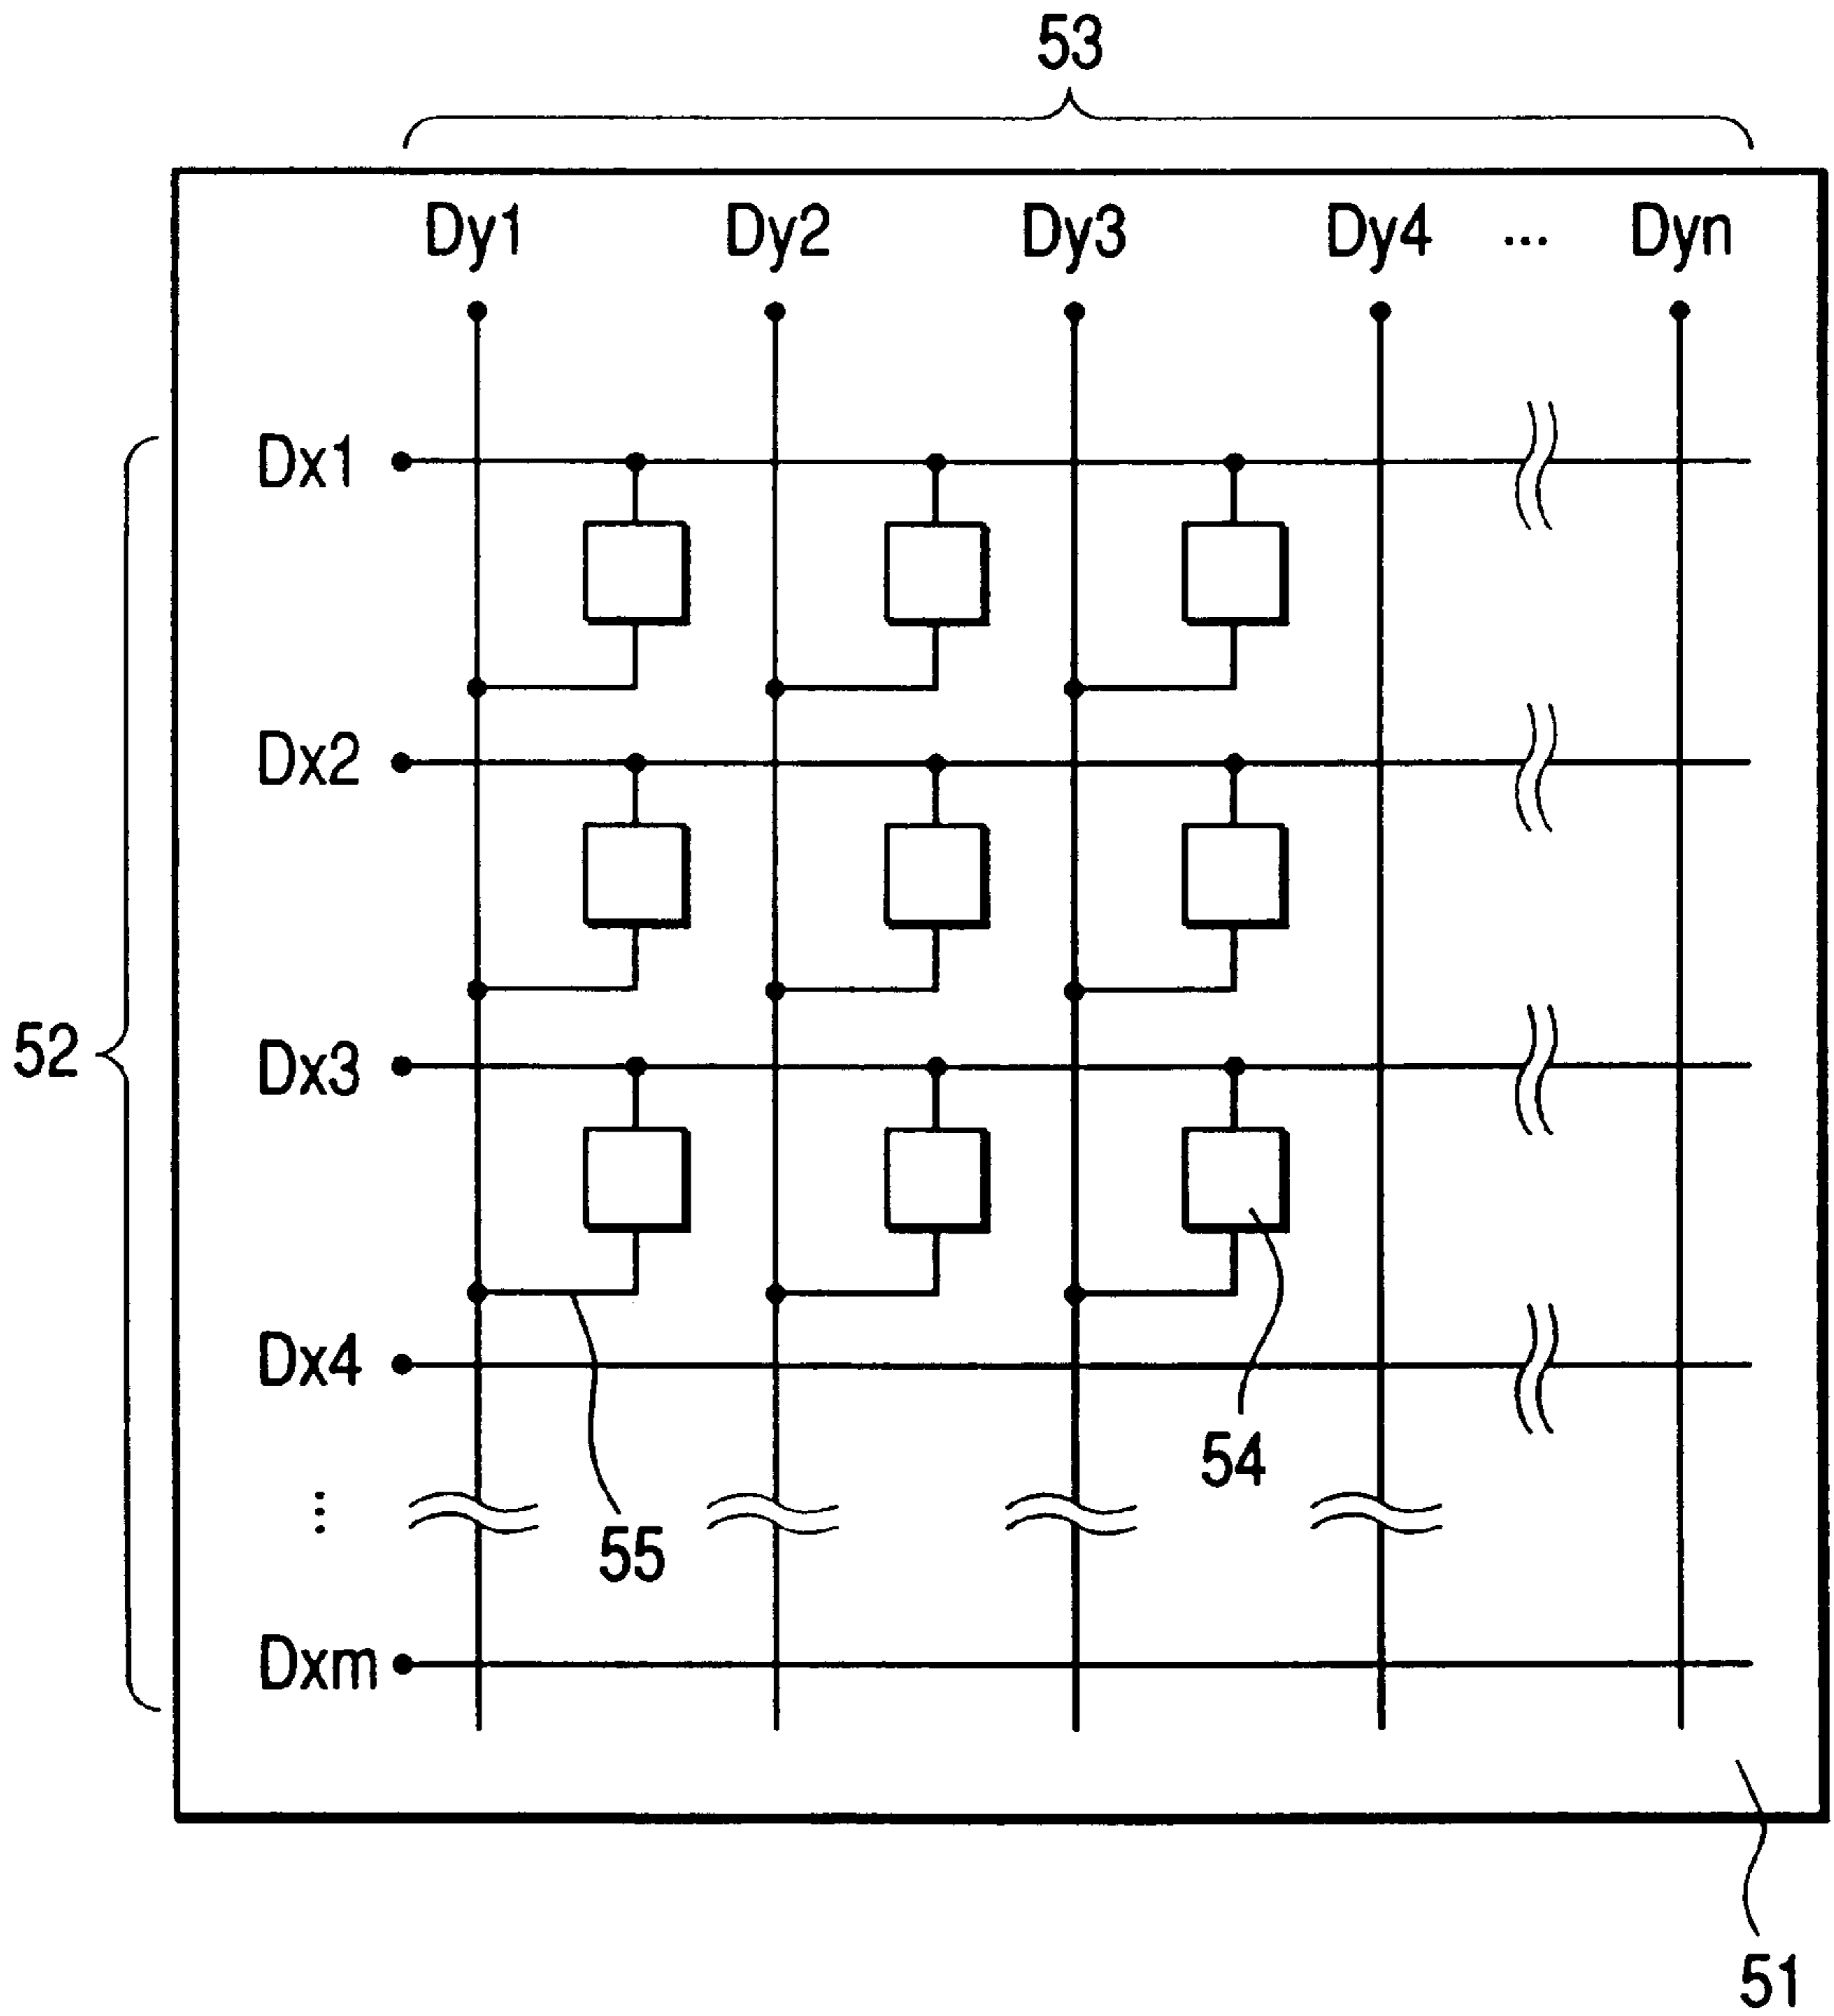 53
Dy1 Dy2 Dy3 Dy4 ... Dyn
Dx1
Dx2
52
Dx3
Dx4
54
⋮
55
Dxm
51